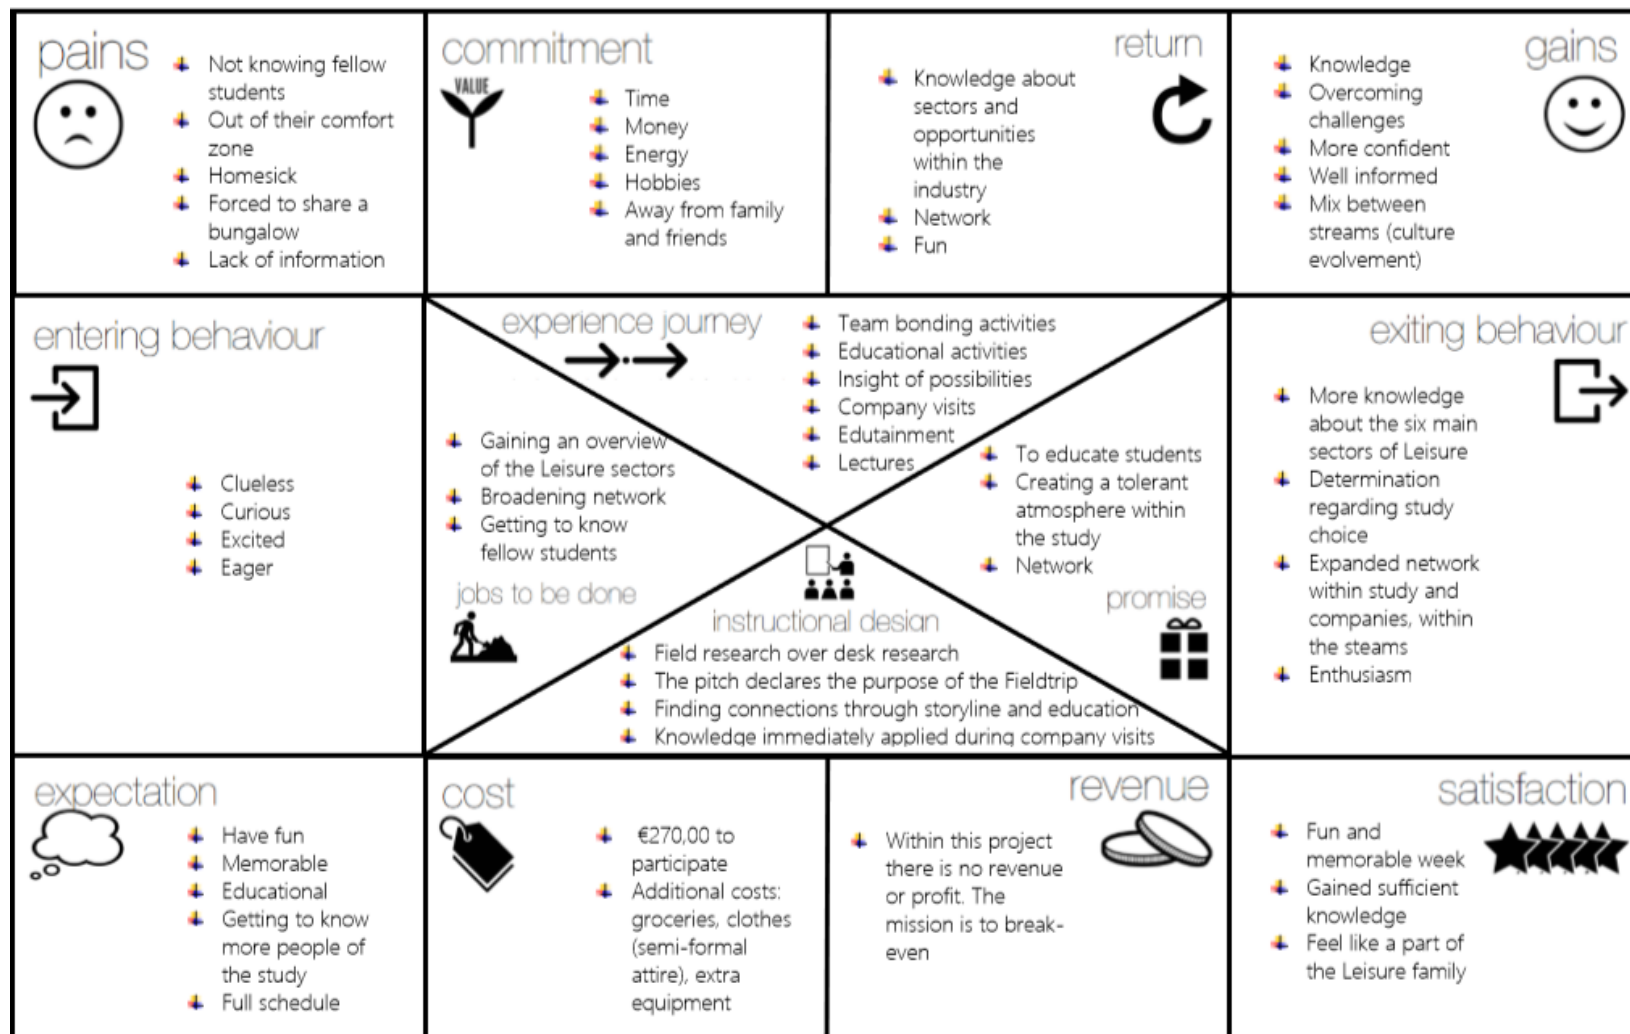 pains
Not knowing fellow
students
Out of their comfort
zone
Homesick
Forced to share a
bungalow
Lack of information
commitment
VALUE
Time
Money
Energy
Hobbies
Away from family
and friends
return
Knowledge about
sectors and
opportunities
within the
industry
Network
Fun
gains
Knowledge
Overcoming
challenges
More confident
Well informed
Mix between
streams (culture
evolvement)
entering behaviour
Clueless
Curious
Excited
Eager
experience journey
Team bonding activities
Educational activities
Insight of possibilities
Company visits
Edutainment
Lectures
Gaining an overview
of the Leisure sectors
Broadening network
Getting to know
fellow students
jobs to be done
To educate students
Creating a tolerant
atmosphere within
the study
Network
promise
instructional design
Field research over desk research
The pitch declares the purpose of the Fieldtrip
Finding connections through storyline and education
Knowledge immediately applied during company visits
exiting behaviour
More knowledge
about the six main
sectors of Leisure
Determination
regarding study
choice
Expanded network
within study and
companies, within
the steams
Enthusiasm
expectation
Have fun
Memorable
Educational
Getting to know
more people of
the study
Full schedule
cost
€270,00 to
participate
Additional costs:
groceries, clothes
(semi-formal
attire), extra
equipment
revenue
Within this project
there is no revenue
or profit. The
mission is to break-
even
satisfaction
Fun and
memorable week
Gained sufficient
knowledge
Feel like a part of
the Leisure family